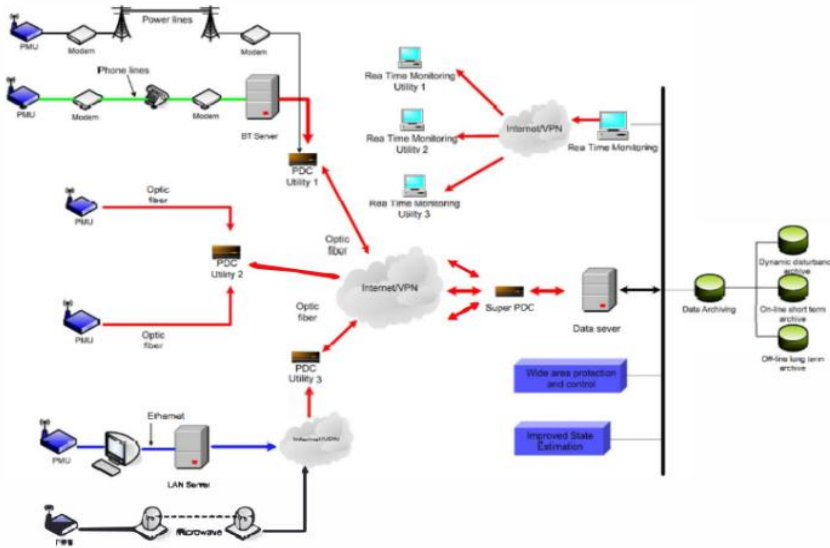 Power lines
PMU
Modem
Modem
Phone lines
PMU
Modem
Modem
BT Server
PDC
Utility 1
Rea Time Monitoring
Utility 1
Rea Time Monitoring
Utility 2
Rea Time Monitoring
Utility 3
Internet/VPN
Rea Time Monitoring
Optic
fiber
PMU
PDC
Utility 2
Optic
fiber
PMU
Optic
fiber
Internet/VPN
Optic
fiber
Super PDC
Data sever
Data Archiving
Dynamic disturbanc
archive
On-line short term
archive
Off-line long term
archive
PDC
Utility 3
Wide area protection
and control
Improved State
Estimation
Ethernet
PMU
LAN Server
Internet/VPN
microwave